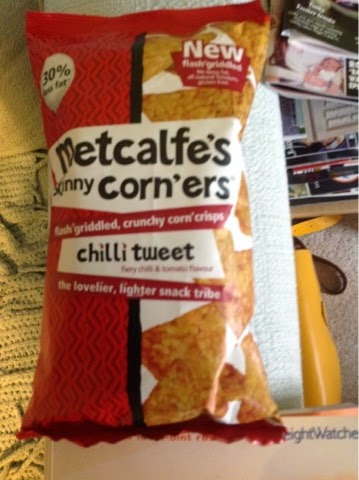 New
flash'griddled
30%
less fat
Metcalfe's
skinny corn'ers
flash'griddled, crunchy corn'crisps
chilli tweet
fiery chilli & tomato flavour
the lovelier, lighter snack tribe
eightWatche